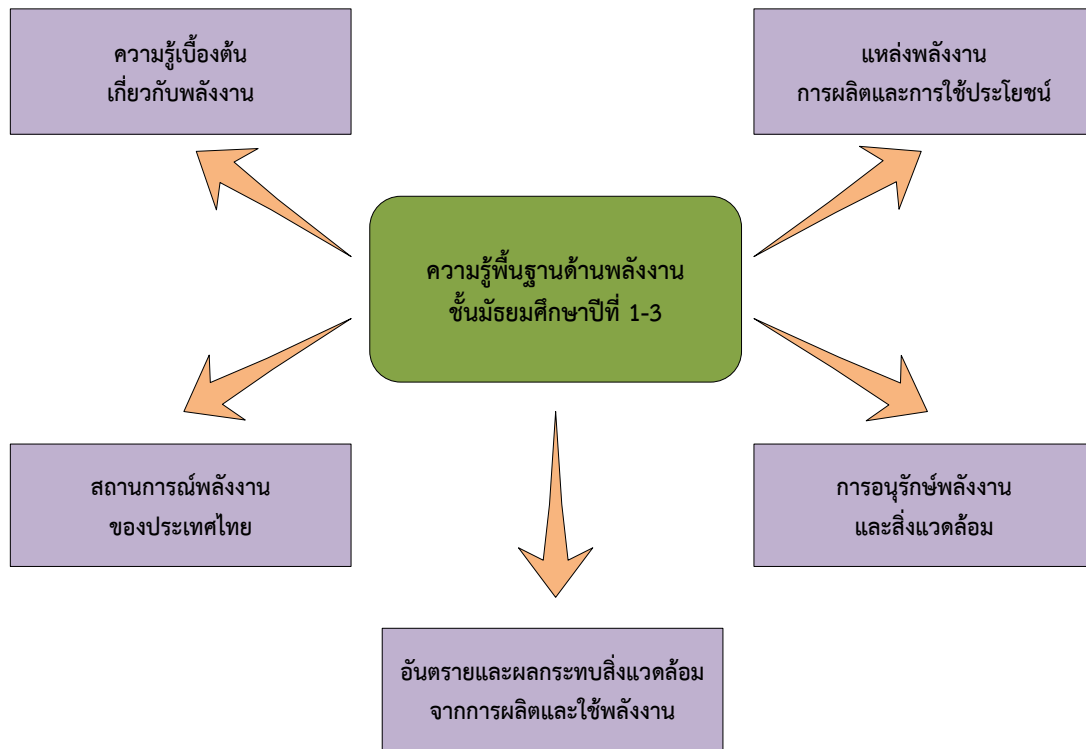 ความรู้เบื้องต้น
เกี่ยวกับพลังงาน
แหล่งพลังงาน
การผลิตและการใช้ประโยชน์
ความรู้พื้นฐานด้านพลังงาน
ชั้นมัธยมศึกษาปีที่ 1-3
สถานการณ์พลังงาน
ของประเทศไทย
การอนุรักษ์พลังงาน
และสิ่งแวดล้อม
อันตรายและผลกระทบสิ่งแวดล้อม
จากการผลิตและใช้พลังงาน